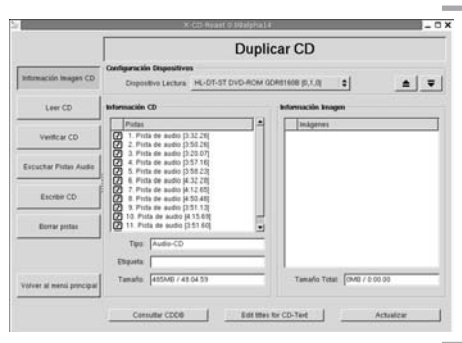 X-CD-Roast 0.98alpha14
Duplicar CD
Configuración Dispositivos
Dispositivo Lectura: HL-DT-ST DVD-ROM GDR8160B [0,1,0]
Información Imagen CD
Leer CD
Verificar CD
Escuchar Pistas Audio
Escribir CD
Borrar pistas
Volver al menú principal
Información CD
Pistas
1. Pista de audio [3:32.26]
2. Pista de audio [3:50.26]
3. Pista de audio [3:20.07]
4. Pista de audio [3:57.16]
5. Pista de audio [3:58.23]
6. Pista de audio [4:32.28]
7. Pista de audio [4:12.65]
8. Pista de audio [4:50.48]
9. Pista de audio [3:51.13]
10. Pista de audio [4:15.69]
11. Pista de audio [3:51.60]
Tipo: Audio-CD
Etiqueta:
Tamaño: 485MB / 48:04.59
Información Imagen
Imágenes
Tamaño Total: 0MB / 0:00.00
Consultar CDDB
Edit titles for CD-Text
Actualizar